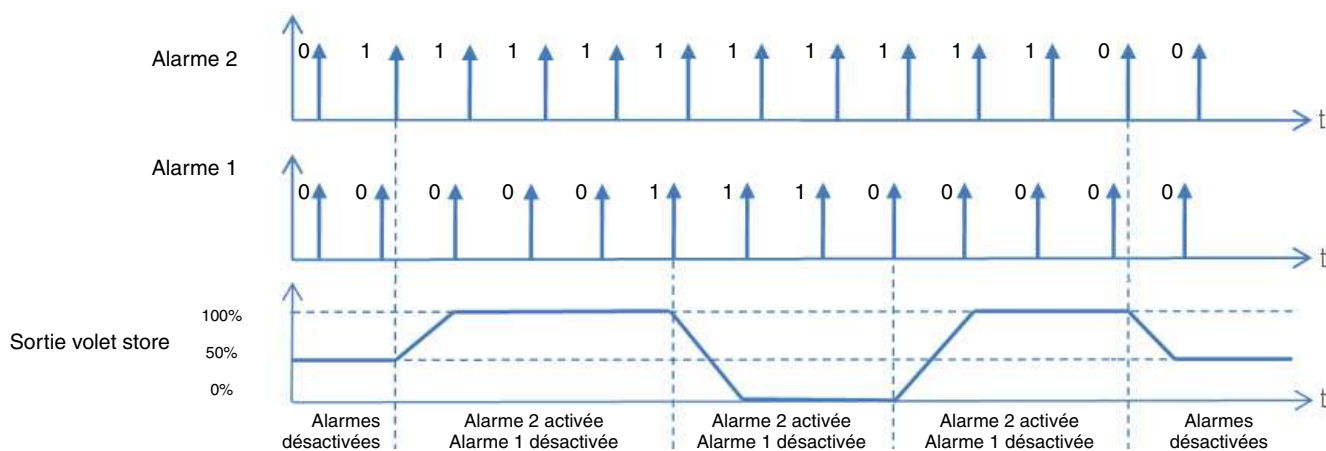 Alarme 2
0 1 1 1 1 1 1 1 1 1 1 0 0
t
Alarme 1
0 0 0 0 0 1 1 1 0 0 0 0 0
t
Sortie volet store
100%
50%
0%
t
Alarmes
désactivées
Alarme 2 activée
Alarme 1 désactivée
Alarme 2 activée
Alarme 1 désactivée
Alarme 2 activée
Alarme 1 désactivée
Alarmes
désactivées